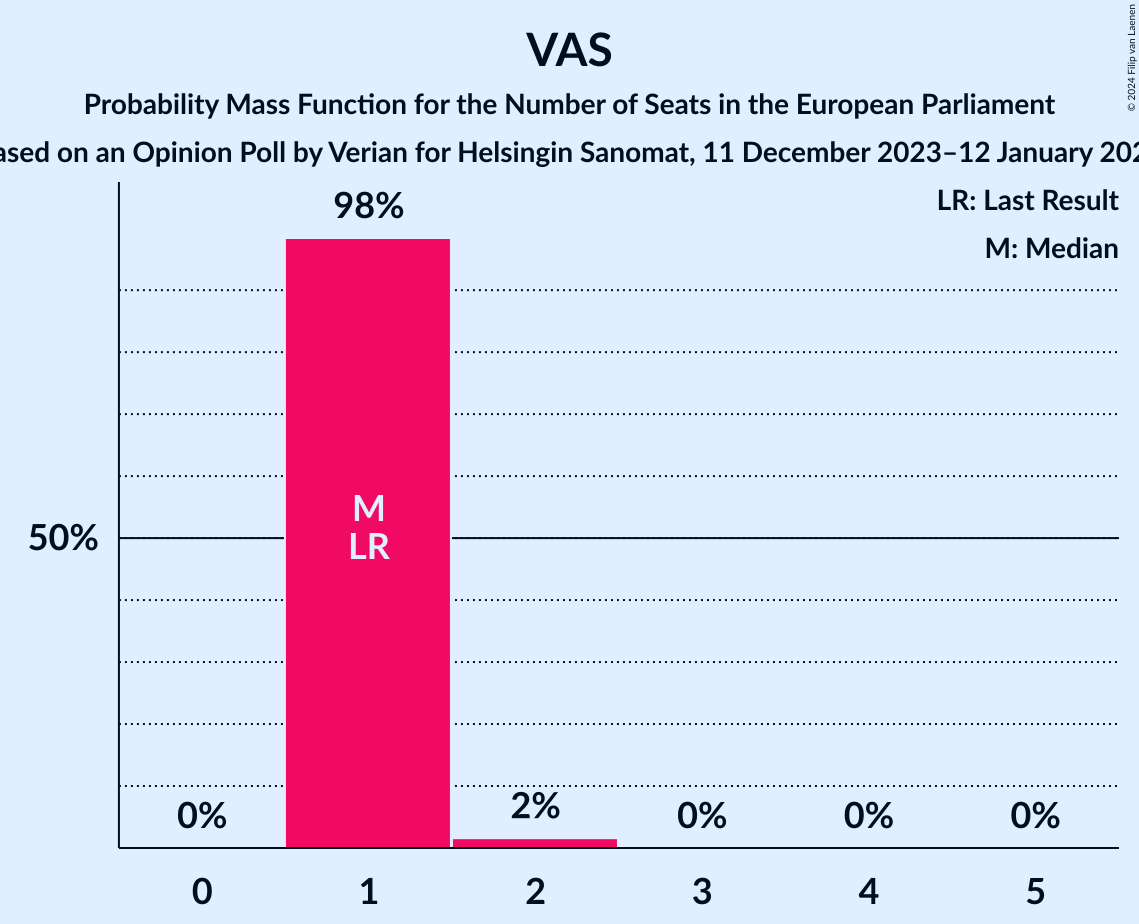 VAS
Probability Mass Function for the Number of Seats in the European Parliament
ased on an Opinion Poll by Verian for Helsingin Sanomat, 11 December 2023–12 January 202
© 2024 Filip van Laenen
LR: Last Result
M: Median
98%
M
LR
50%
0%
2%
0%
0%
0%
0
1
2
3
4
5